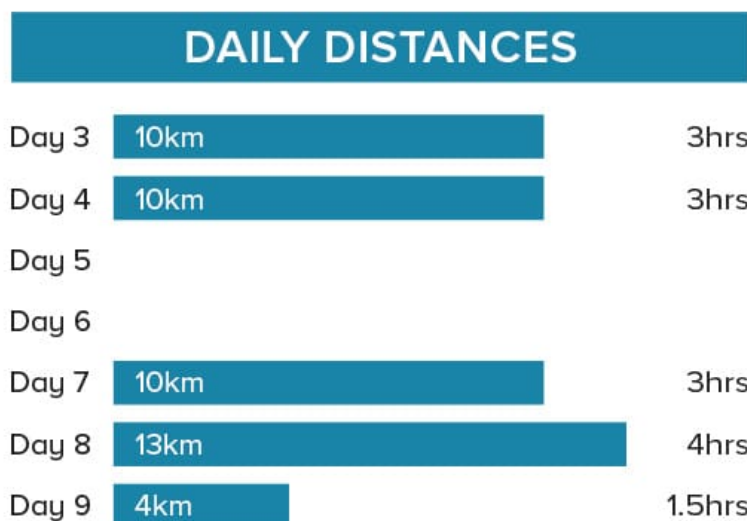 DAILY DISTANCES
Day 3 10km 3hrs
Day 4 10km 3hrs
Day 5
Day 6
Day 7 10km 3hrs
Day 8 13km 4hrs
Day 9 4km 1.5hrs